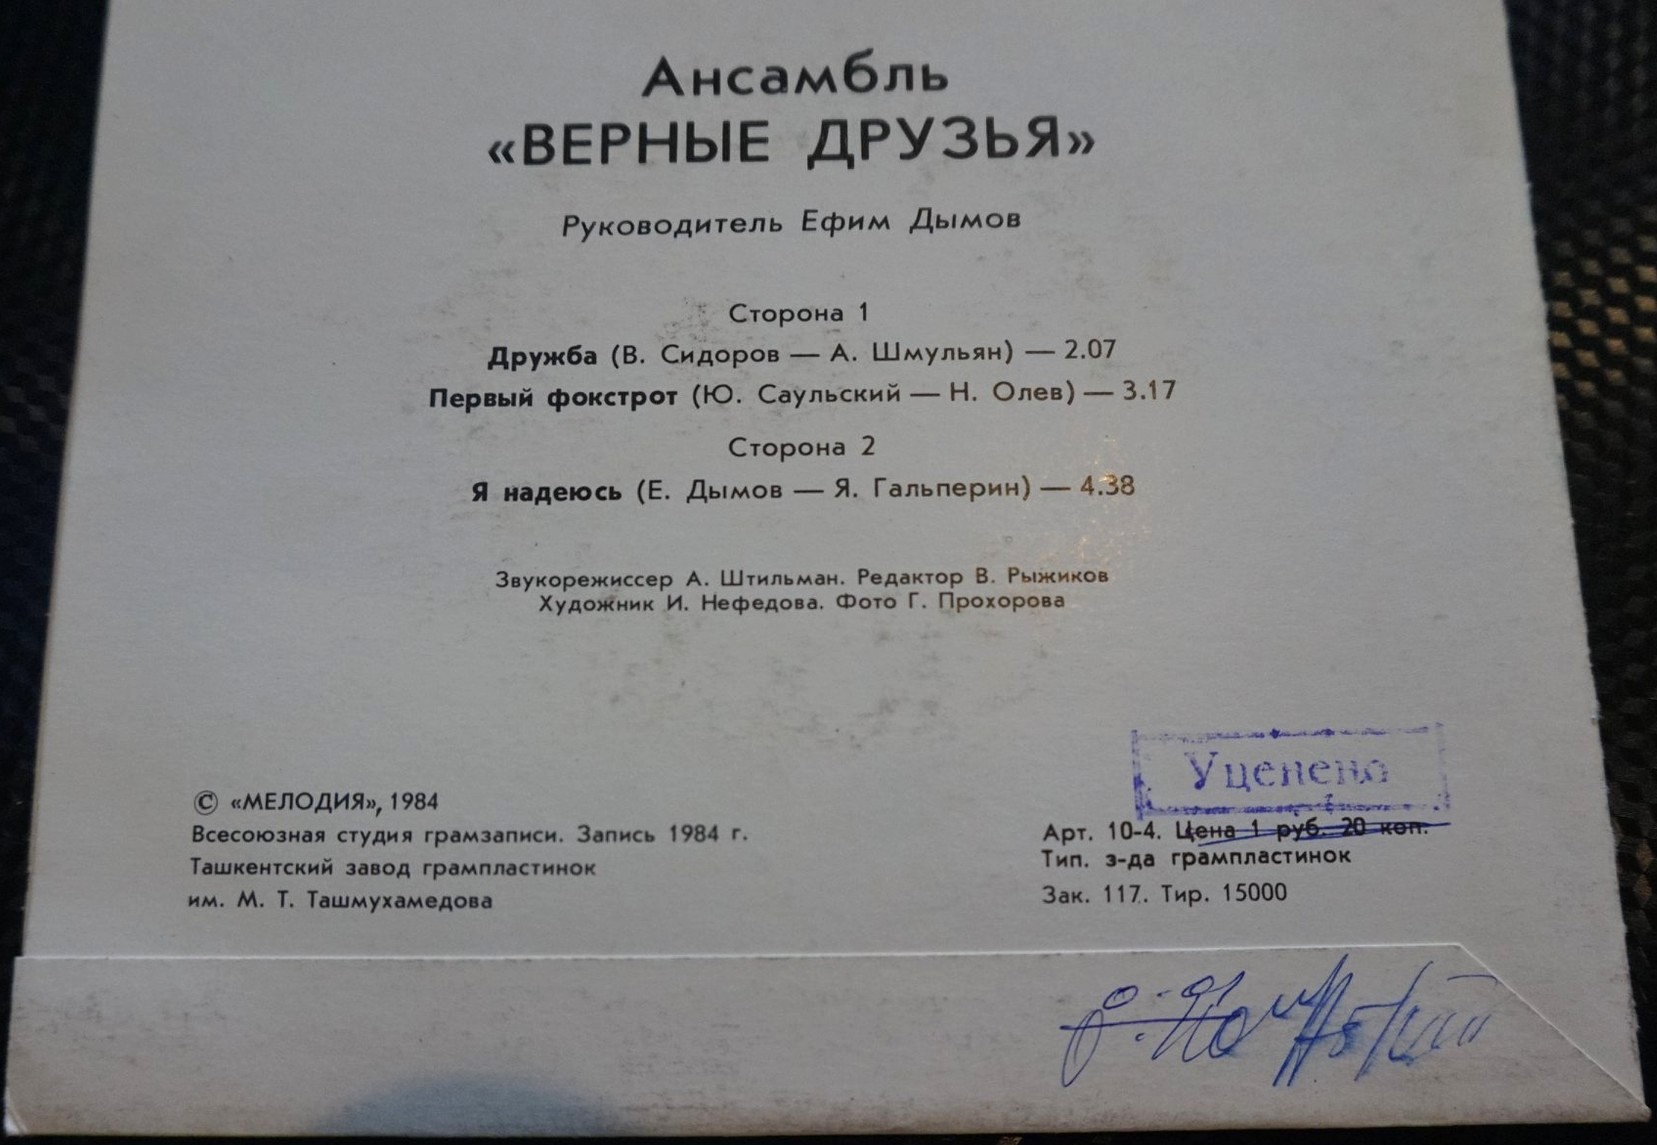 Ансамбль
«ВЕРНЫЕ ДРУЗЬЯ»
Руководитель Ефим Дымов
Сторона 1
Дружба (В. Сидоров — А. Шмульян) — 2.07
Первый фокстрот (Ю. Саульский — Н. Олев) — 3.17
Сторона 2
Я надеюсь (Е. Дымов — Я. Гальперин) — 4.38
Звукорежиссер А. Штильман. Редактор В. Рыжиков
Художник И. Нефедова. Фото Г. Прохорова
© «МЕЛОДИЯ», 1984
Всесоюзная студия грамзаписи. Запись 1984 г.
Ташкентский завод грампластинок
им. М. Т. Ташмухамедова
Уценено
Арт. 10-4. Цена 1 руб. 20 коп.
Тип. з-да грампластинок
Зак. 117. Тир. 15000